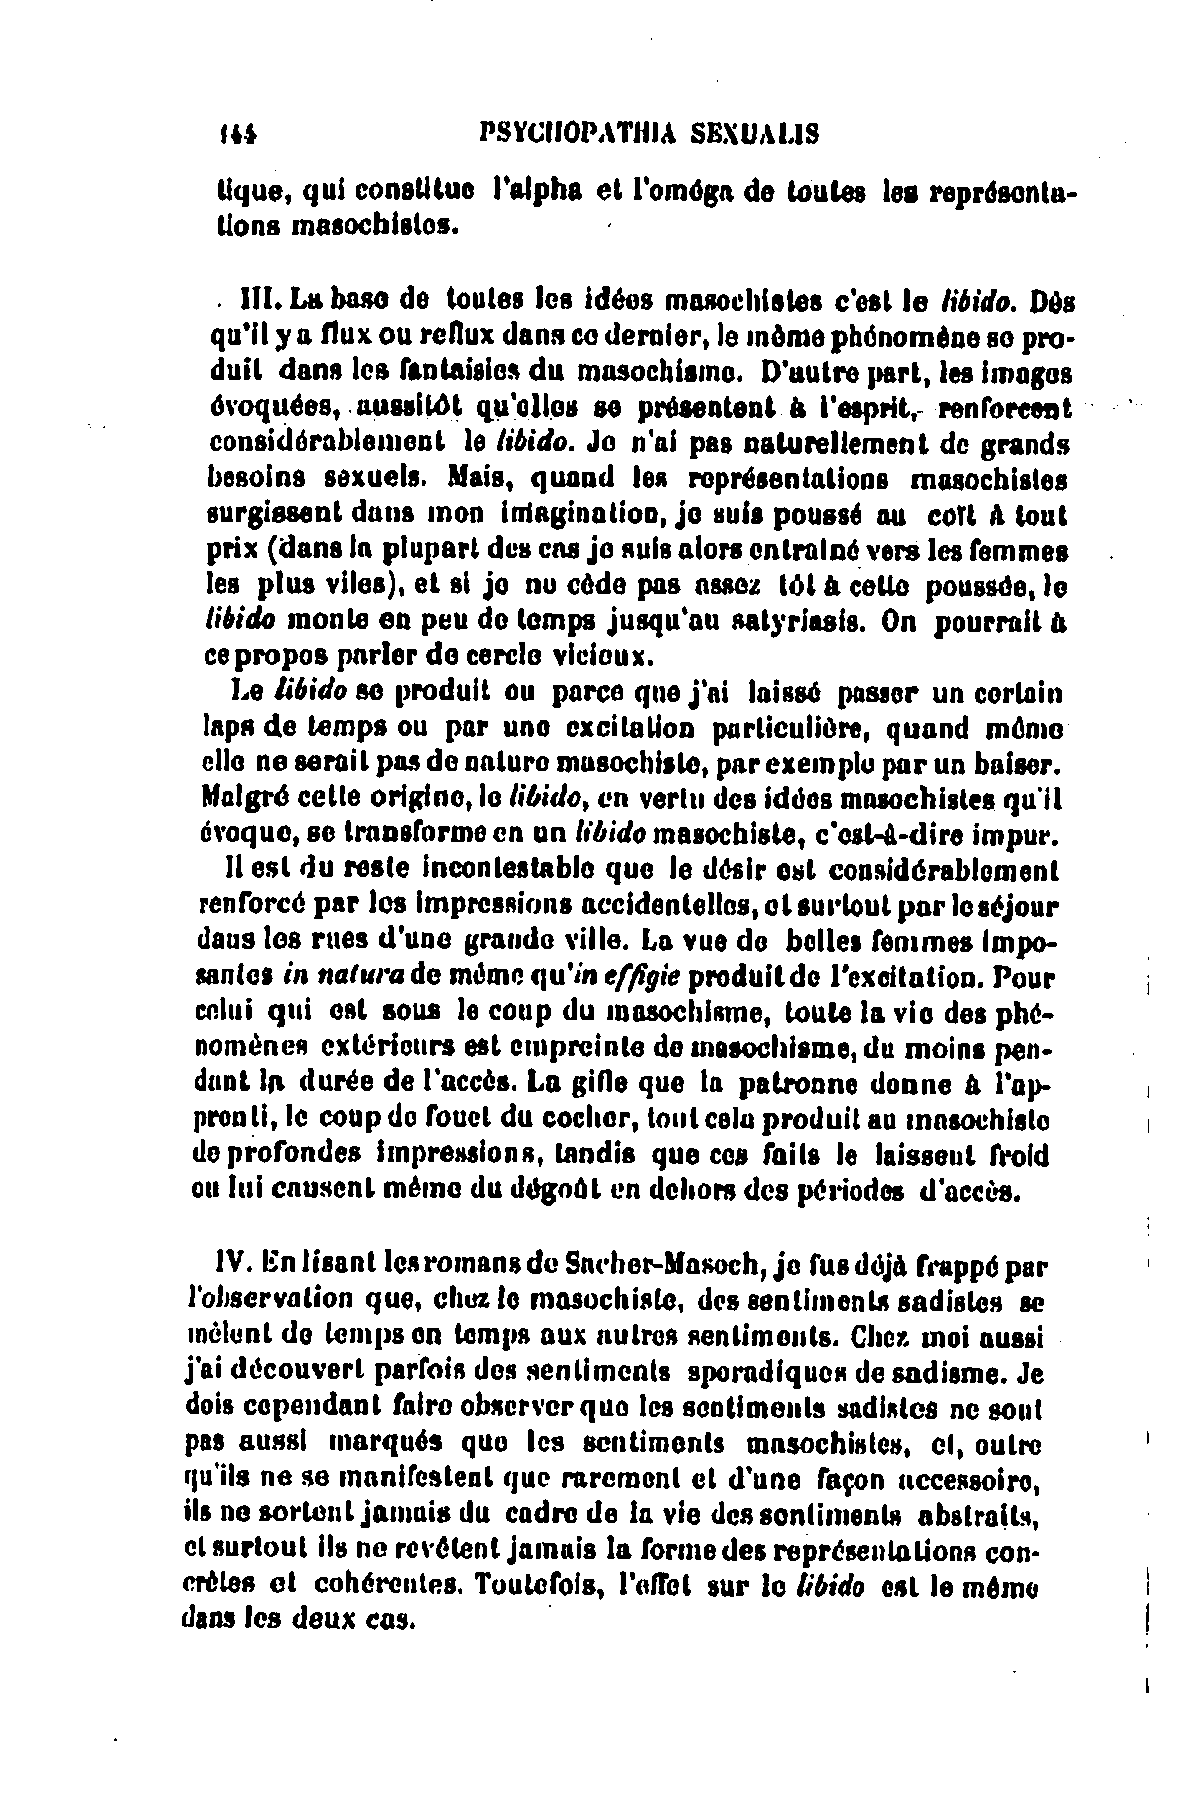 144 PSYCHOPATHIA SEXUALIS
tique, qui constitue l'alpha et l'oméga de toutes les représenta-
tions masochistes.
III. La base de toutes les idées masochistes c'est le libido. Dès
qu'il y a flux ou reflux dans ce dernier, le même phénomène se pro-
duit dans les fantaisies du masochisme. D'autre part, les images
évoquées, aussitôt qu'elles se présentent à l'esprit, renforcent
considérablement le libido. Je n'ai pas naturellement de grands
besoins sexuels. Mais, quand les représentations masochistes
surgissent dans mon imagination, je suis poussé au coït à tout
prix (dans la plupart des cas je suis alors entraîné vers les femmes
les plus viles), et si je ne cède pas assez tôt à cette poussée, le
libido monte en peu de temps jusqu'au satyriasis. On pourrait à
ce propos parler de cercle vicieux.
Le libido se produit ou parce que j'ai laissé passer un certain
laps de temps ou par une excitation particulière, quand même
elle ne serait pas de nature masochiste, par exemple par un baiser.
Malgré cette origine, le libido, en vertu des idées masochistes qu'il
évoque, se transforme en un libido masochiste, c'est-à-dire impur.
Il est du reste incontestable que le désir est considérablement
renforcé par les impressions accidentelles, et surtout par le séjour
dans les rues d'une grande ville. La vue de belles femmes impo-
santes in natura de même qu'in effigie produit de l'excitation. Pour
celui qui est sous le coup du masochisme, toute la vie des phé-
nomènes extérieurs est empreinte de masochisme, du moins pen-
dant la durée de l'accès. La gifle que la patronne donne à l'ap-
prenti, le coup de fouet du cocher, tout cela produit au masochiste
de profondes impressions, tandis que ces faits le laissent froid
ou lui causent même du dégoût en dehors des périodes d'accès.
IV. En lisant les romans de Sacher-Masoch, je fus déjà frappé par
l'observation que, chez le masochiste, des sentiments sadistes se
mêlent de temps en temps aux autres sentiments. Chez moi aussi
j'ai découvert parfois des sentiments sporadiques de sadisme. Je
dois cependant faire observer que les sentiments sadistes ne sont
pas aussi marqués que les sentiments masochistes, et, outre
qu'ils ne se manifestent que rarement et d'une façon accessoire,
ils ne sortent jamais du cadre de la vie des sentiments abstraits,
et surtout ils ne revêtent jamais la forme des représentations con-
crètes et cohérentes. Toutefois, l'effet sur le libido est le même
dans les deux cas.